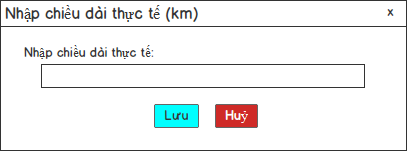 Nhập chiều dài thực tế (km) x
Nhập chiều dài thực tế:
Lưu Huỷ